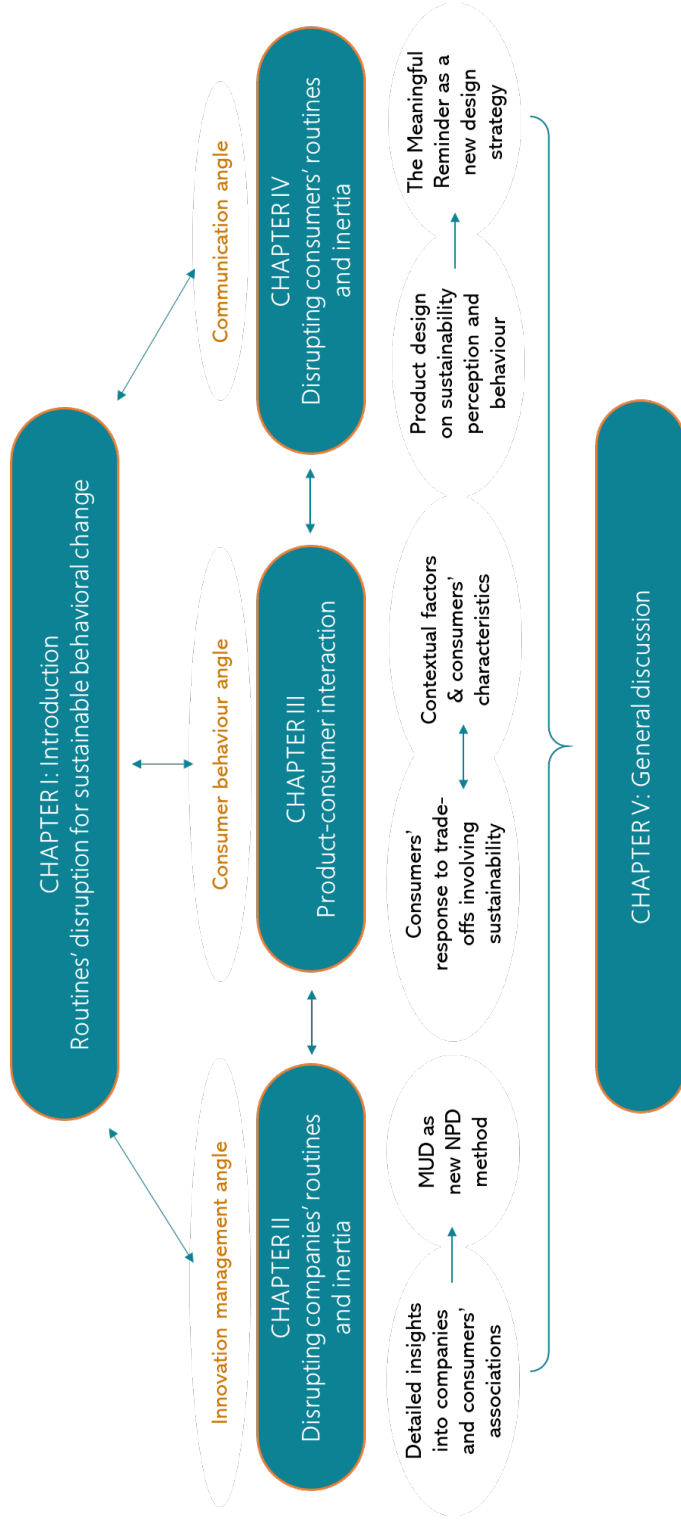 CHAPTER I: Introduction
Routines’ disruption for sustainable behavioral change
Innovation management angle
Consumer behaviour angle
Communication angle
CHAPTER II
Disrupting companies’ routines
and inertia
CHAPTER III
Product-consumer interaction
CHAPTER IV
Disrupting consumers’ routines
and inertia
Detailed insights
into companies
and consumers’
associations
MUD as
new NPD
method
Consumers’
response to trade-
offs involving
sustainability
Contextual factors
& consumers’
characteristics
Product design
on sustainability
perception and
behaviour
The Meaningful
Reminder as a
new design
strategy
CHAPTER V: General discussion